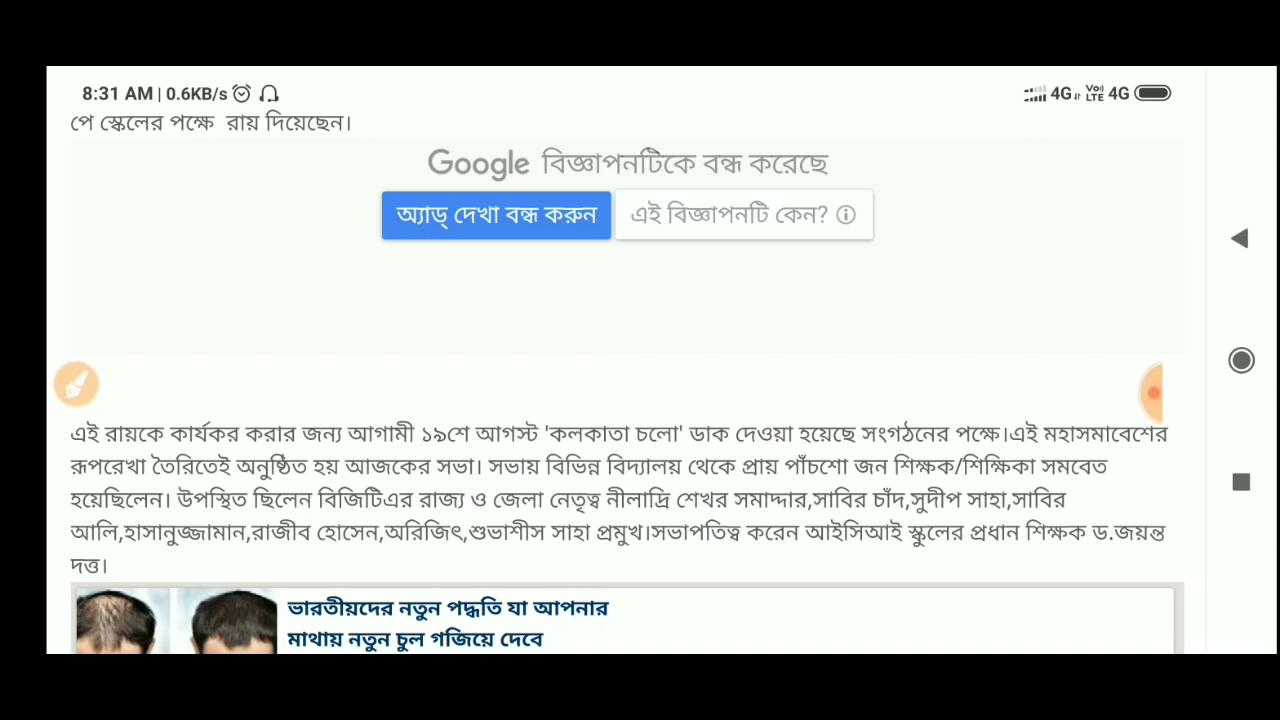 8:31 AM | 0.6KB/s 4G Vo) LTE 4G
পে স্কেলের পক্ষে রায় দিয়েছেন।
Google বিজ্ঞাপনটিকে বন্ধ করেছে
অ্যাড্ দেখা বন্ধ করুন এই বিজ্ঞাপনটি কেন?
এই রায়কে কার্যকর করার জন্য আগামী ১৯শে আগস্ট 'কলকাতা চলো' ডাক দেওয়া হয়েছে সংগঠনের পক্ষে।এই মহাসমাবেশের
রূপরেখা তৈরিতেই অনুষ্ঠিত হয় আজকের সভা। সভায় বিভিন্ন বিদ্যালয় থেকে প্রায় পাঁচশো জন শিক্ষক/শিক্ষিকা সমবেত
হয়েছিলেন। উপস্থিত ছিলেন বিজিটিএর রাজ্য ও জেলা নেতৃত্ব নীলাদ্রি শেখর সমাদ্দার,সাবির চাঁদ,সুদীপ সাহা,সাবির
আলি,হাসানুজ্জামান,রাজীব হোসেন,অরিজিৎ,শুভাশীস সাহা প্রমুখ।সভাপতিত্ব করেন আইসিআই স্কুলের প্রধান শিক্ষক ড.জয়ন্ত
দত্ত।
ভারতীয়দের নতুন পদ্ধতি যা আপনার
মাথায় নতুন চুল গজিয়ে দেবে